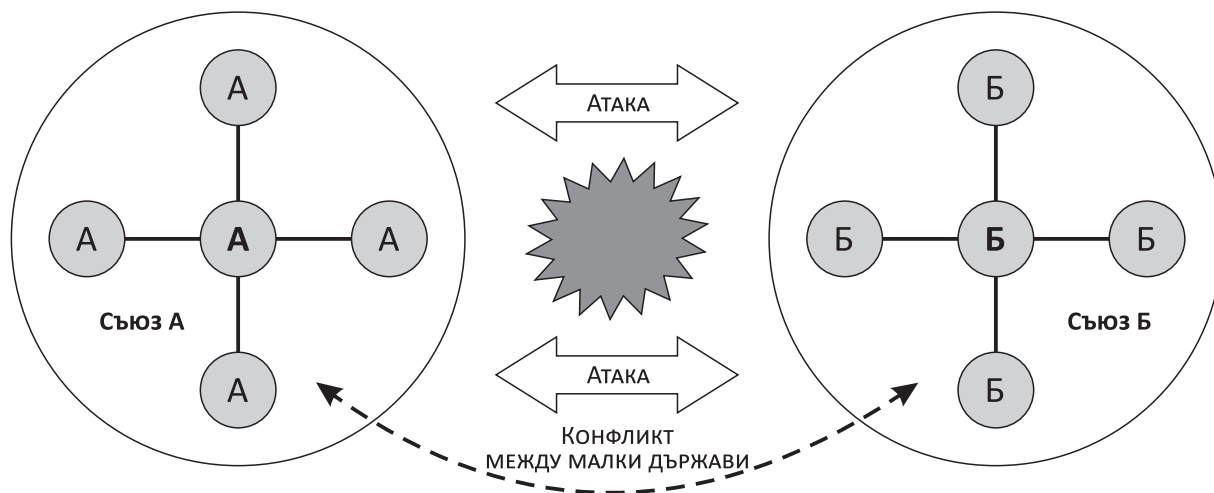 А
А
А
А
А
Съюз А
Атака
Атака
Конфликт
между малки държави
Б
Б
Б
Б
Б
Съюз Б